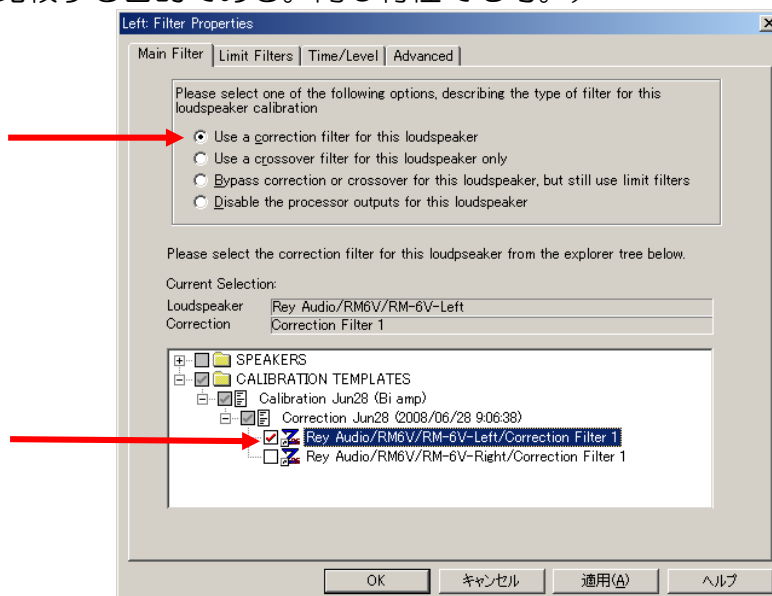 Left: Filter Properties
Main Filter
Limit Filters
Time/Level
Advanced
Please select one of the following options, describing the type of filter for this
loudspeaker calibration
Use a correction filter for this loudspeaker
Use a crossover filter for this loudspeaker only
Bypass correction or crossover for this loudspeaker, but still use limit filters
Disable the processor outputs for this loudspeaker
Please select the correction filter for this loudpseaker from the explorer tree below.
Current Selection:
Loudspeaker Rey Audio/RM6V/RM-6V-Left
Correction Correction Filter 1
SPEAKERS
CALIBRATION TEMPLATES
Calibration Jun28 (Bi amp)
Correction Jun28 (2008/06/28 9:06:38)
Rey Audio/RM6V/RM-6V-Left/Correction Filter 1
Rey Audio/RM6V/RM-6V-Right/Correction Filter 1
OK キャンセル 適用(A) ヘルプ